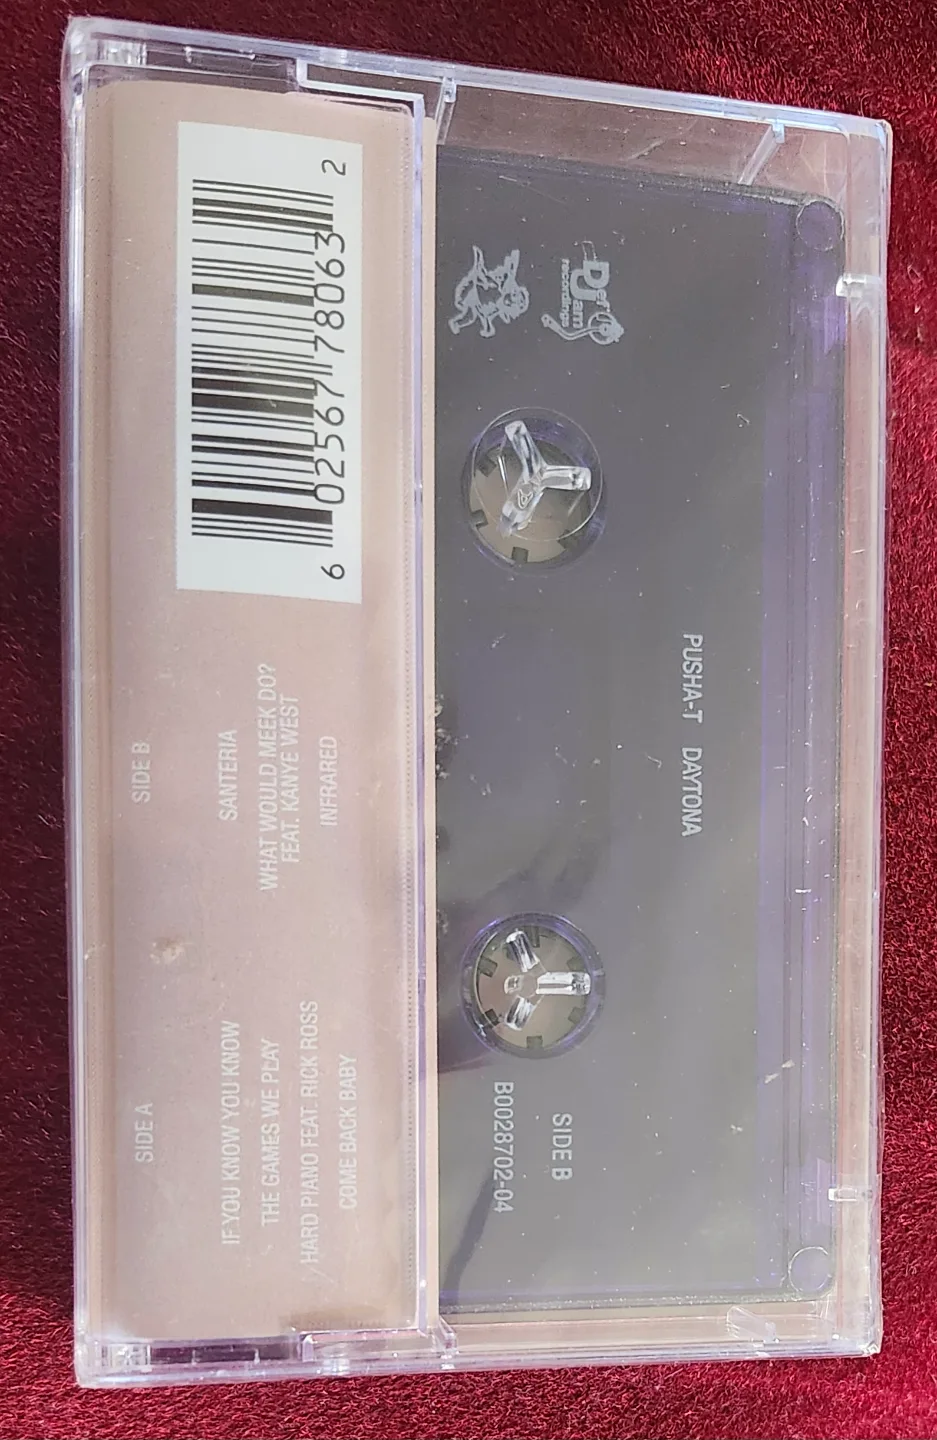 SIDE A
IF YOU KNOW YOU KNOW
THE GAMES WE PLAY
HARD PIANO FEAT. RICK ROSS
COME BACK BABY
SIDE B
SANTERIA
WHAT WOULD MEEK DO?
FEAT. KANYE WEST
INFRARED
6 02567 78063 2
PUSHA-T DAYTONA
Def
Jam
recordings
SIDE B
B0028702-04